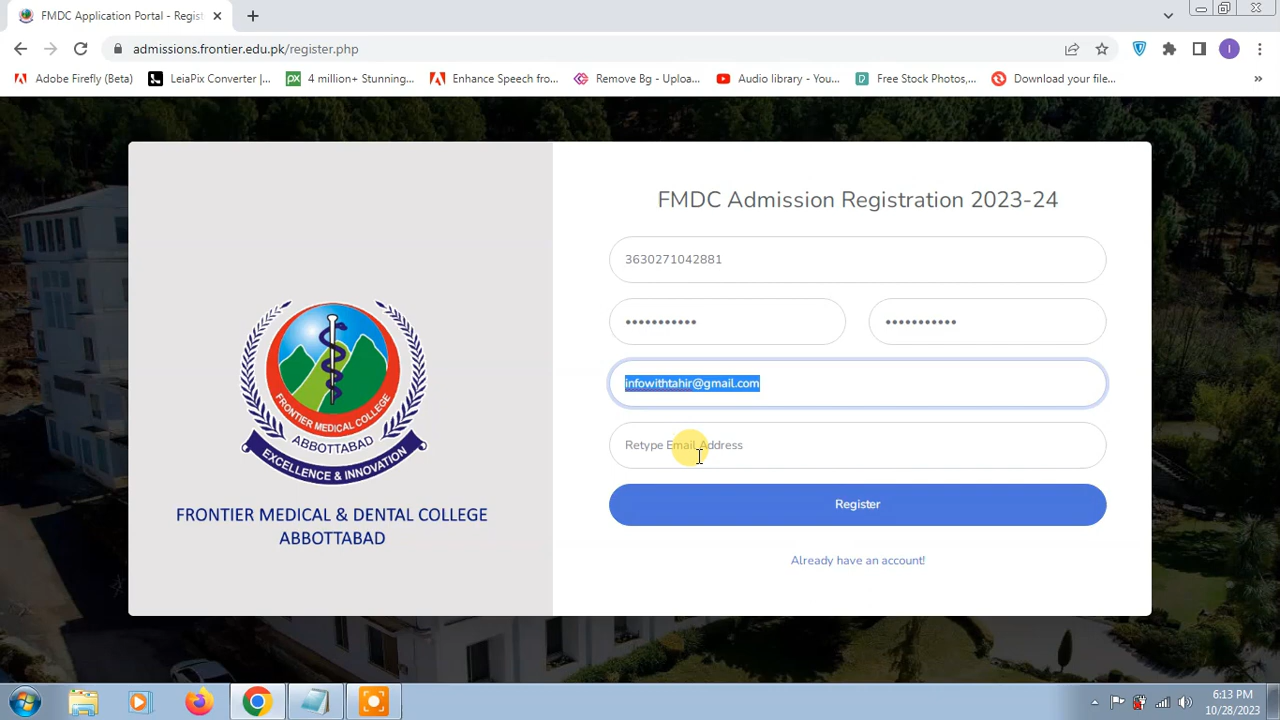 FMDC Application Portal - Regist
admissions.frontier.edu.pk/register.php
I
Adobe Firefly (Beta)
LeiaPix Converter |...
px
4 million+ Stunning...
Enhance Speech fro...
Remove Bg - Uploa...
Audio library - You...
Free Stock Photos,...
Download your file...
»
FMDC Admission Registration 2023-24
3630271042881
infowithtahir@gmail.com
Retype Email Address
Register
Already have an account!
FRONTIER MEDICAL COLLEGE
ABBOTTABAD
EXCELLENCE & INNOVATION
FRONTIER MEDICAL & DENTAL COLLEGE
ABBOTTABAD
6:13 PM
10/28/2023